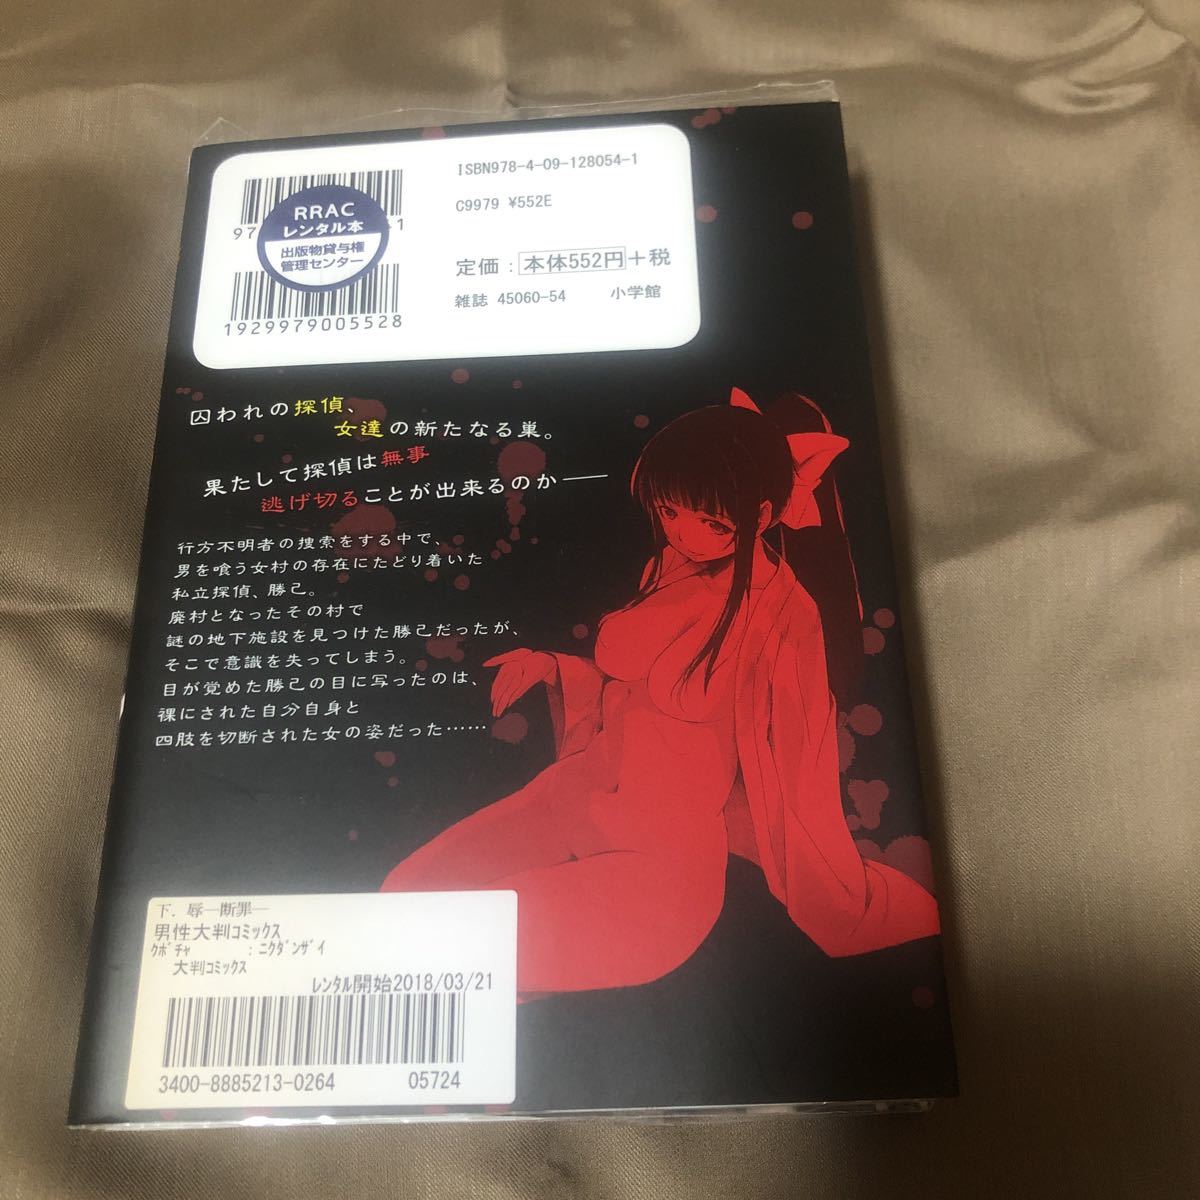 ISBN978-4-09-128054-1
C9979 ¥552E
定価：本体552円+税
雑誌 45060-54 小学館
97
1
RRAC
レンタル本
出版物貸与権
管理センター
1929979005528
囚われの探偵、
女達の新たなる巣。
果たして探偵は無事
逃げ切ることが出来るのか――
行方不明者の捜索をする中で、
男を喰う女村の存在にたどり着いた
私立探偵、勝己。
廃村となったその村で
謎の地下施設を見つけた勝己だったが、
そこで意識を失ってしまう。
目が覚めた勝己の目に写ったのは、
裸にされた自分自身と
四肢を切断された女の姿だった……
下．辱―断罪―
男性大判コミックス
ｸﾎﾞﾁｬ : ﾆｸﾀﾞﾝｻﾞｲ
大判コミックス
レンタル開始2018/03/21
3400-8885213-0264 05724